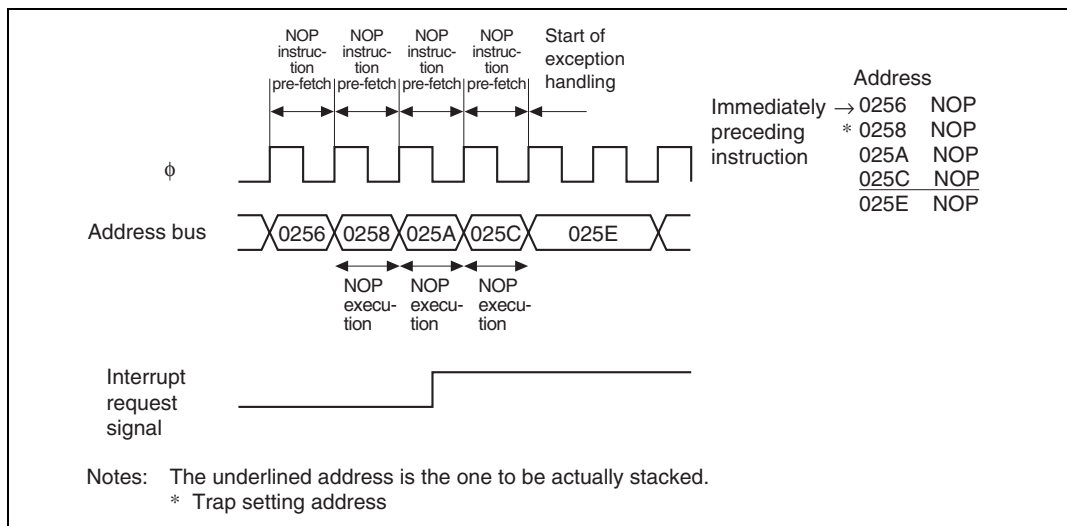 NOP instruc- tion pre-fetch
NOP instruc- tion pre-fetch
NOP instruc- tion pre-fetch
NOP instruc- tion pre-fetch
Start of
exception
handling
Address
Immediately
preceding
instruction
→ 0256 NOP
* 0258 NOP
025A NOP
025C NOP
025E NOP
φ
Address bus
0256 0258 025A 025C 025E
NOP execu- tion
NOP execu- tion
NOP execu- tion
Interrupt
request
signal
Notes: The underlined address is the one to be actually stacked.
* Trap setting address